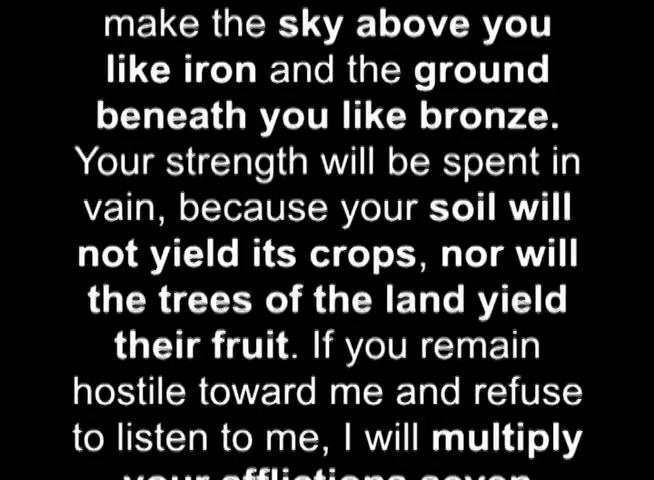 make the sky above you
like iron and the ground
beneath you like bronze.
Your strength will be spent in
vain, because your soil will
not yield its crops, nor will
the trees of the land yield
their fruit. If you remain
hostile toward me and refuse
to listen to me, I will multiply
your afflictions seven